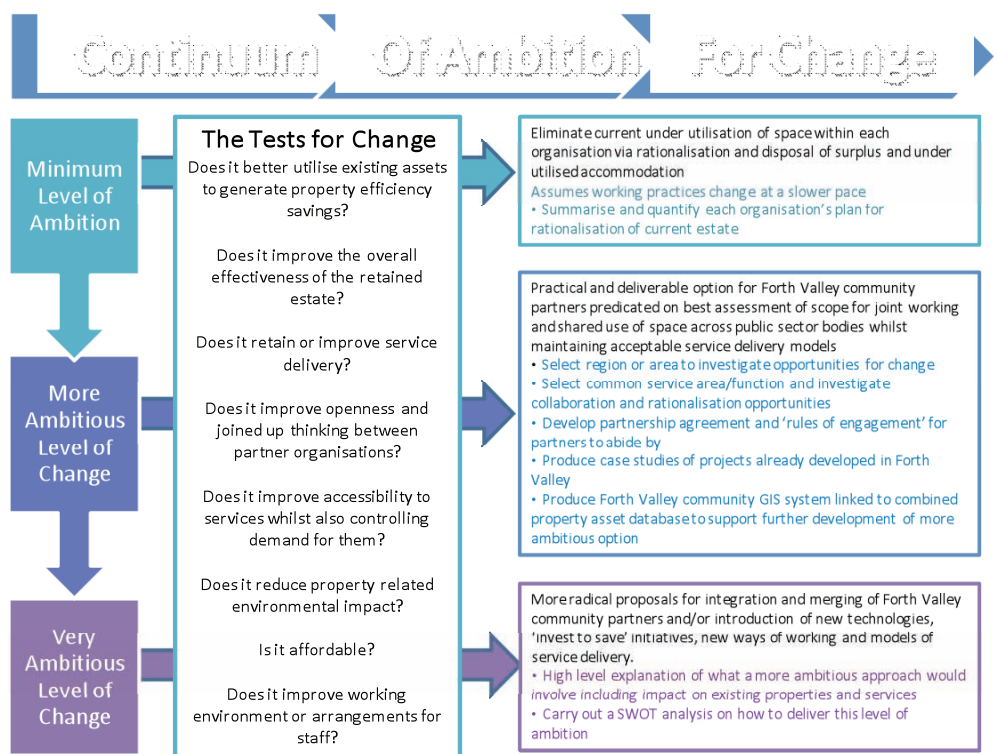 Continuum Of Ambition For Change
Minimum
Level of
Ambition
More
Ambitious
Level of
Change
Very
Ambitious
Level of
Change
The Tests for Change
Does it better utilise existing assets
to generate property efficiency
savings?
Does it improve the overall
effectiveness of the retained
estate?
Does it retain or improve service
delivery?
Does it improve openness and
joined up thinking between
partner organisations?
Does it improve accessibility to
services whilst also controlling
demand for them?
Does it reduce property related
environmental impact?
Is it affordable?
Does it improve working
environment or arrangements for
staff?
Eliminate current under utilisation of space within each
organisation via rationalisation and disposal of surplus and under
utilised accommodation
Assumes working practices change at a slower pace
• Summarise and quantify each organisation's plan for
rationalisation of current estate
Practical and deliverable option for Forth Valley community
partners predicated on best assessment of scope for joint working
and shared use of space across public sector bodies whilst
maintaining acceptable service delivery models
• Select region or area to investigate opportunities for change
• Select common service area/function and investigate
collaboration and rationalisation opportunities
• Develop partnership agreement and 'rules of engagement' for
partners to abide by
• Produce case studies of projects already developed in Forth
Valley
• Produce Forth Valley community GIS system linked to combined
property asset database to support further development of more
ambitious option
More radical proposals for integration and merging of Forth Valley
community partners and/or introduction of new technologies,
'invest to save' initiatives, new ways of working and models of
service delivery.
• High level explanation of what a more ambitious approach would
involve including impact on existing properties and services
• Carry out a SWOT analysis on how to deliver this level of
ambition